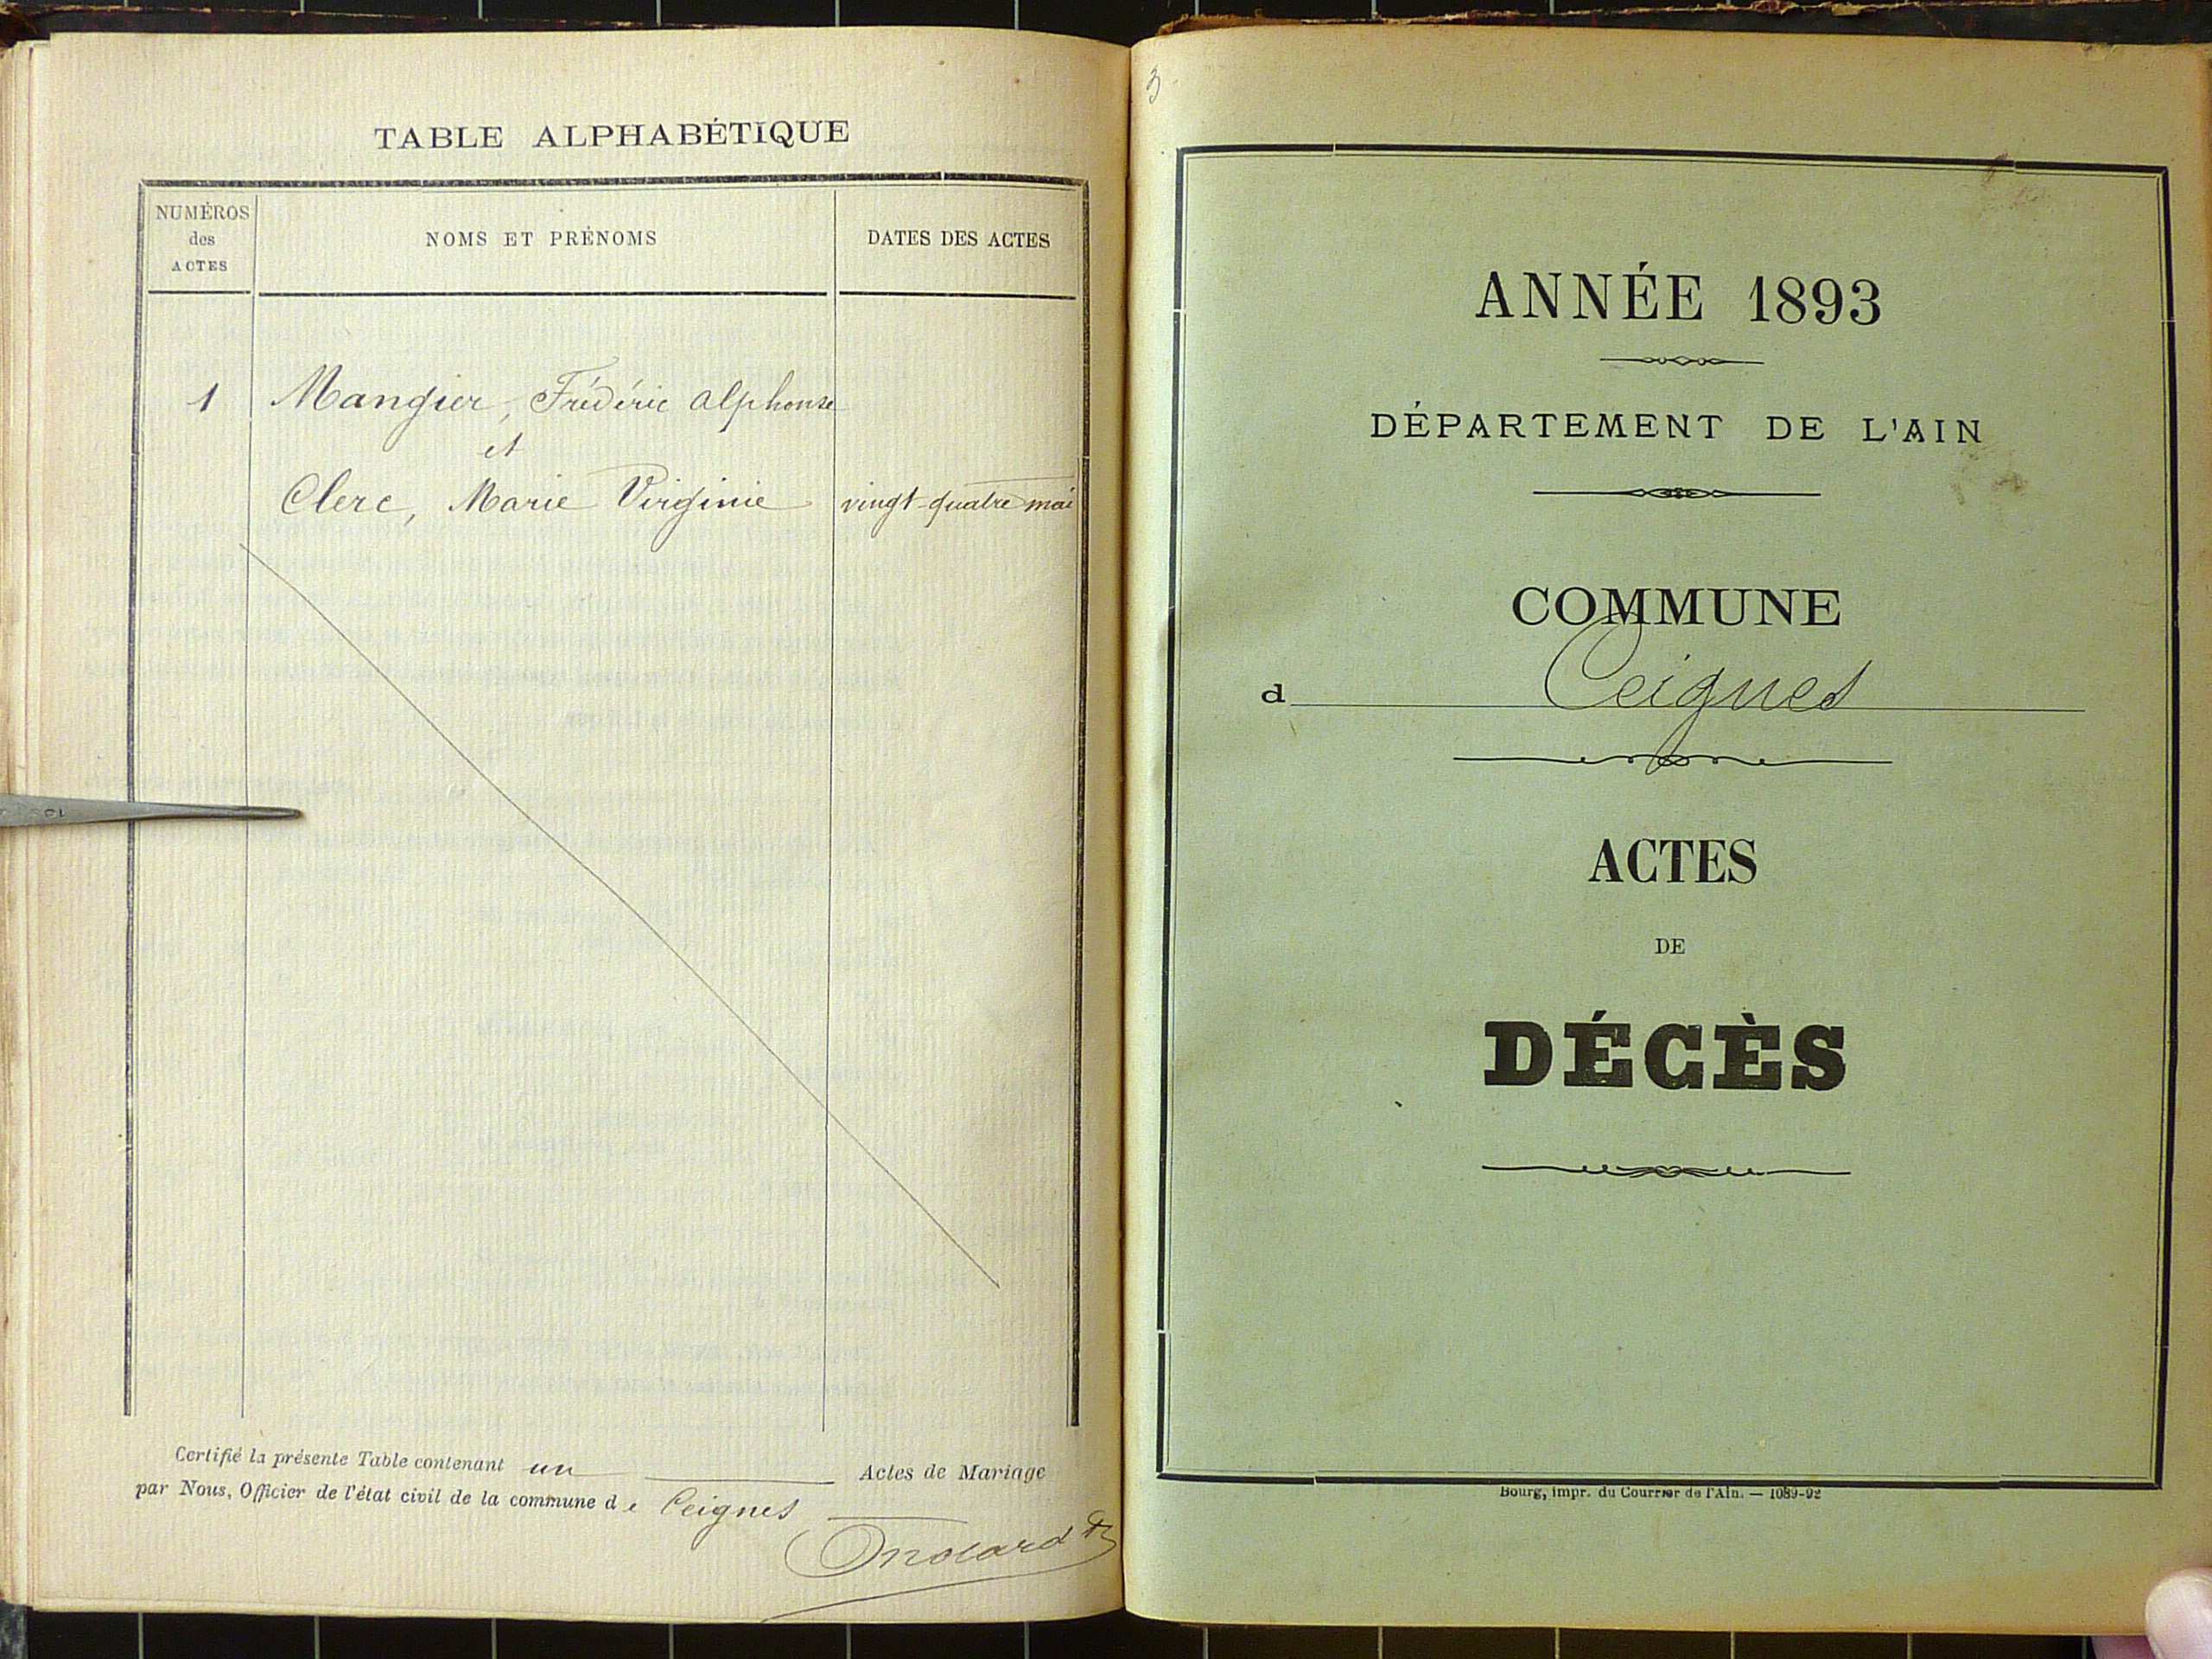 TABLE ALPHABÉTIQUE
NUMÉROS
des
ACTES
NOMS ET PRÉNOMS
DATES DES ACTES
1 Mangier, Frédéric Alphonse
et
Clerc, Marie Virginie vingt-quatre mai
Certifié la présente Table contenant un Actes de Mariage
par Nous, Officier de l'état civil de la commune de Ceignes
3
ANNÉE 1893
DÉPARTEMENT DE L'AIN
COMMUNE
d Ceignes
ACTES
DE
DÉCÈS
Bourg, impr. du Courrier de l'Ain. — 1089-92